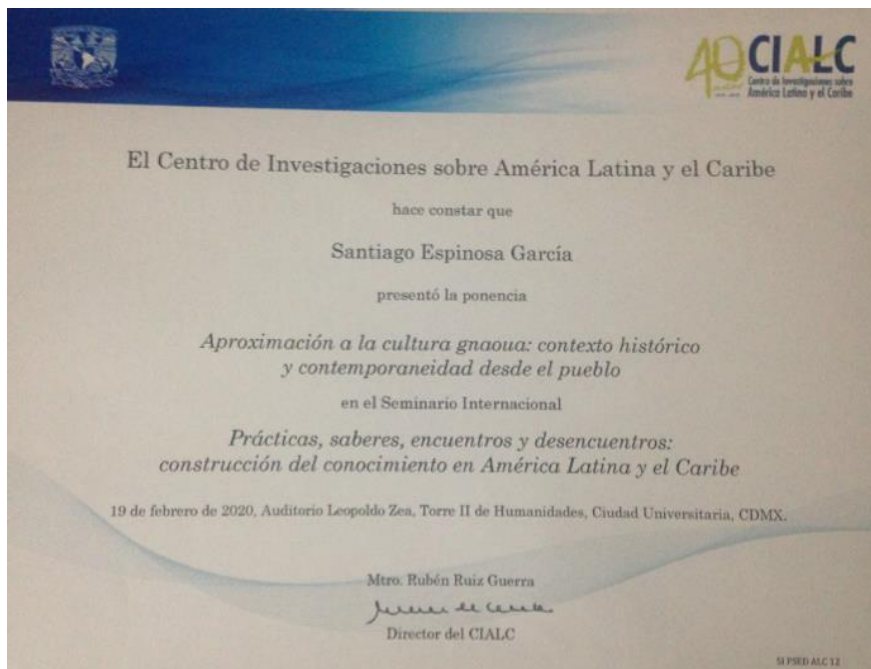 40 CIALC
Centro de Investigaciones sobre
América Latina y el Caribe
El Centro de Investigaciones sobre América Latina y el Caribe
hace constar que
Santiago Espinosa García
presentó la ponencia
Aproximación a la cultura gnaoua: contexto histórico
y contemporaneidad desde el pueblo
en el Seminario Internacional
Prácticas, saberes, encuentros y desencuentros:
construcción del conocimiento en América Latina y el Caribe
19 de febrero de 2020, Auditorio Leopoldo Zea, Torre II de Humanidades, Ciudad Universitaria, CDMX.
Mtro. Rubén Ruiz Guerra
Director del CIALC
SI PSED ALC 12